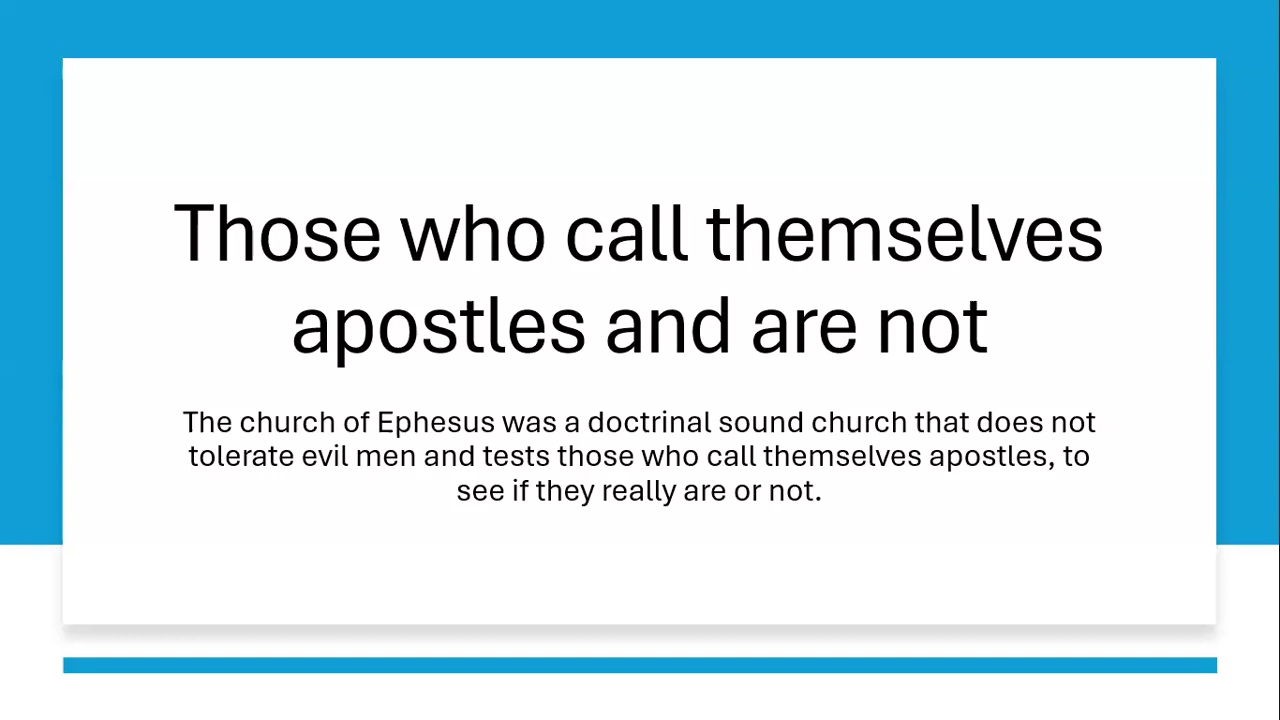 Those who call themselves
apostles and are not
The church of Ephesus was a doctrinal sound church that does not
tolerate evil men and tests those who call themselves apostles, to
see if they really are or not.